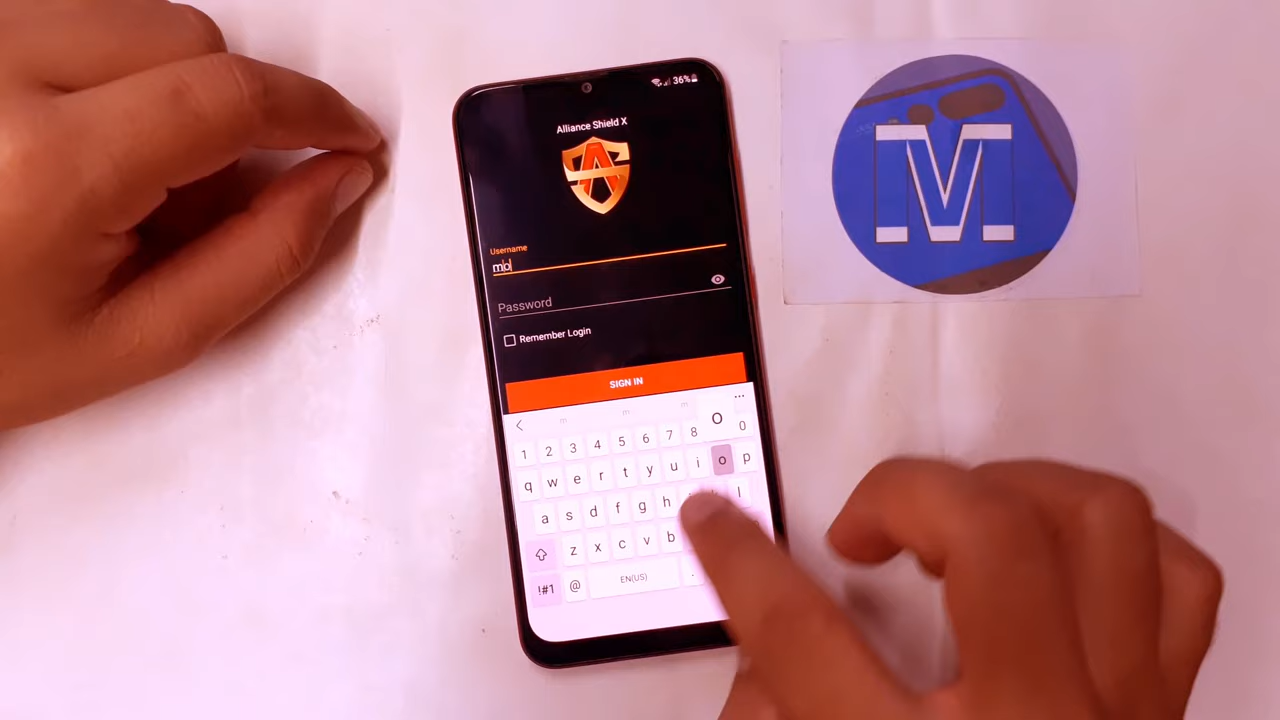 36%
Alliance Shield X
Username
mo
Password
Remember Login
SIGN IN
m m m
O
1 2 3 4 5 6 7 8 0
q w e r t y u i o p
a s d f g h l
z x c v b
!#1 @ EN(US) .
M